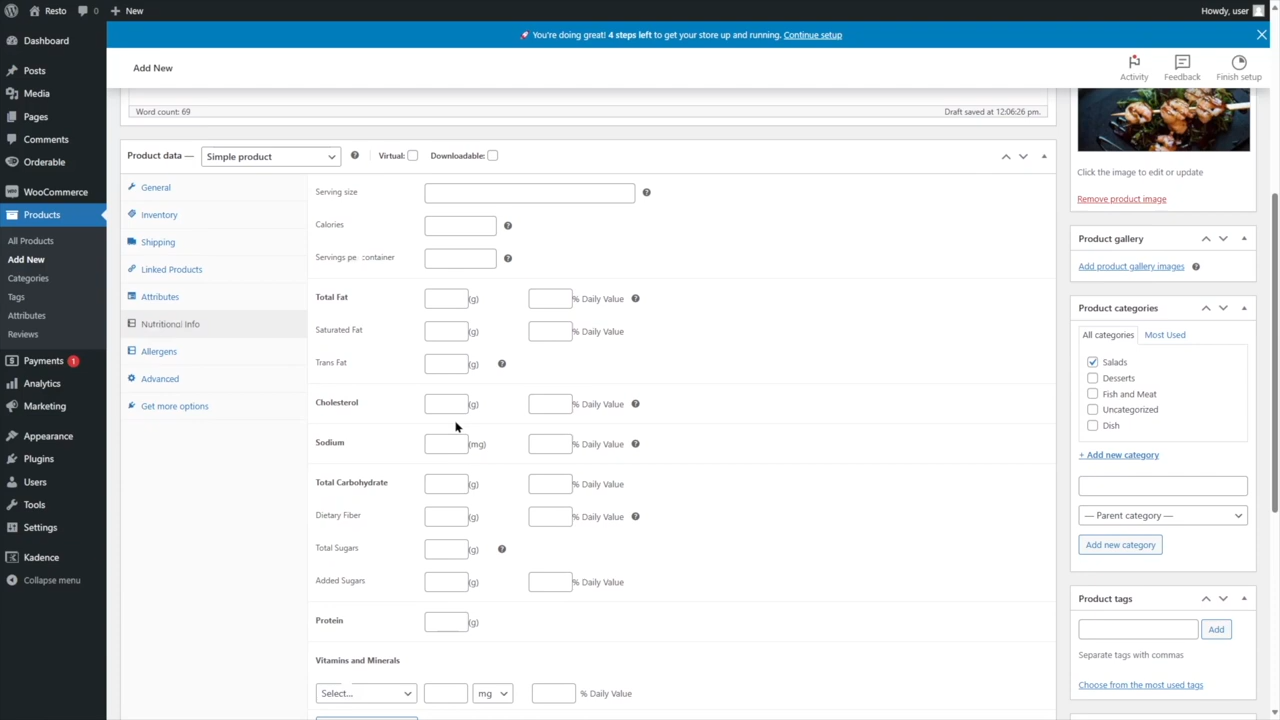 Resto 0 New Howdy, user
🚀 You're doing great! 4 steps left to get your store up and running. Continue setup
Dashboard
Posts
Media
Pages
Comments
Orderable
WooCommerce
Products
All Products
Add New
Categories
Tags
Attributes
Reviews
Payments 1
Analytics
Marketing
Appearance
Plugins
Users
Tools
Settings
Kadence
Collapse menu
Add New
Activity Feedback Finish setup
Word count: 69 Draft saved at 12:06:26 pm.
Product data — Simple product Virtual: Downloadable:
General
Inventory
Shipping
Linked Products
Attributes
Nutritional Info
Allergens
Advanced
Get more options
Serving size
Calories
Servings pe container
Total Fat (g) % Daily Value
Saturated Fat (g) % Daily Value
Trans Fat (g)
Cholesterol (g) % Daily Value
Sodium (mg) % Daily Value
Total Carbohydrate (g) % Daily Value
Dietary Fiber (g) % Daily Value
Total Sugars (g)
Added Sugars (g) % Daily Value
Protein (g)
Vitamins and Minerals
Select... mg % Daily Value
Click the image to edit or update
Remove product image
Product gallery
Add product gallery images
Product categories
All categories Most Used
Salads
Desserts
Fish and Meat
Uncategorized
Dish
+ Add new category
— Parent category —
Add new category
Product tags
Add
Separate tags with commas
Choose from the most used tags